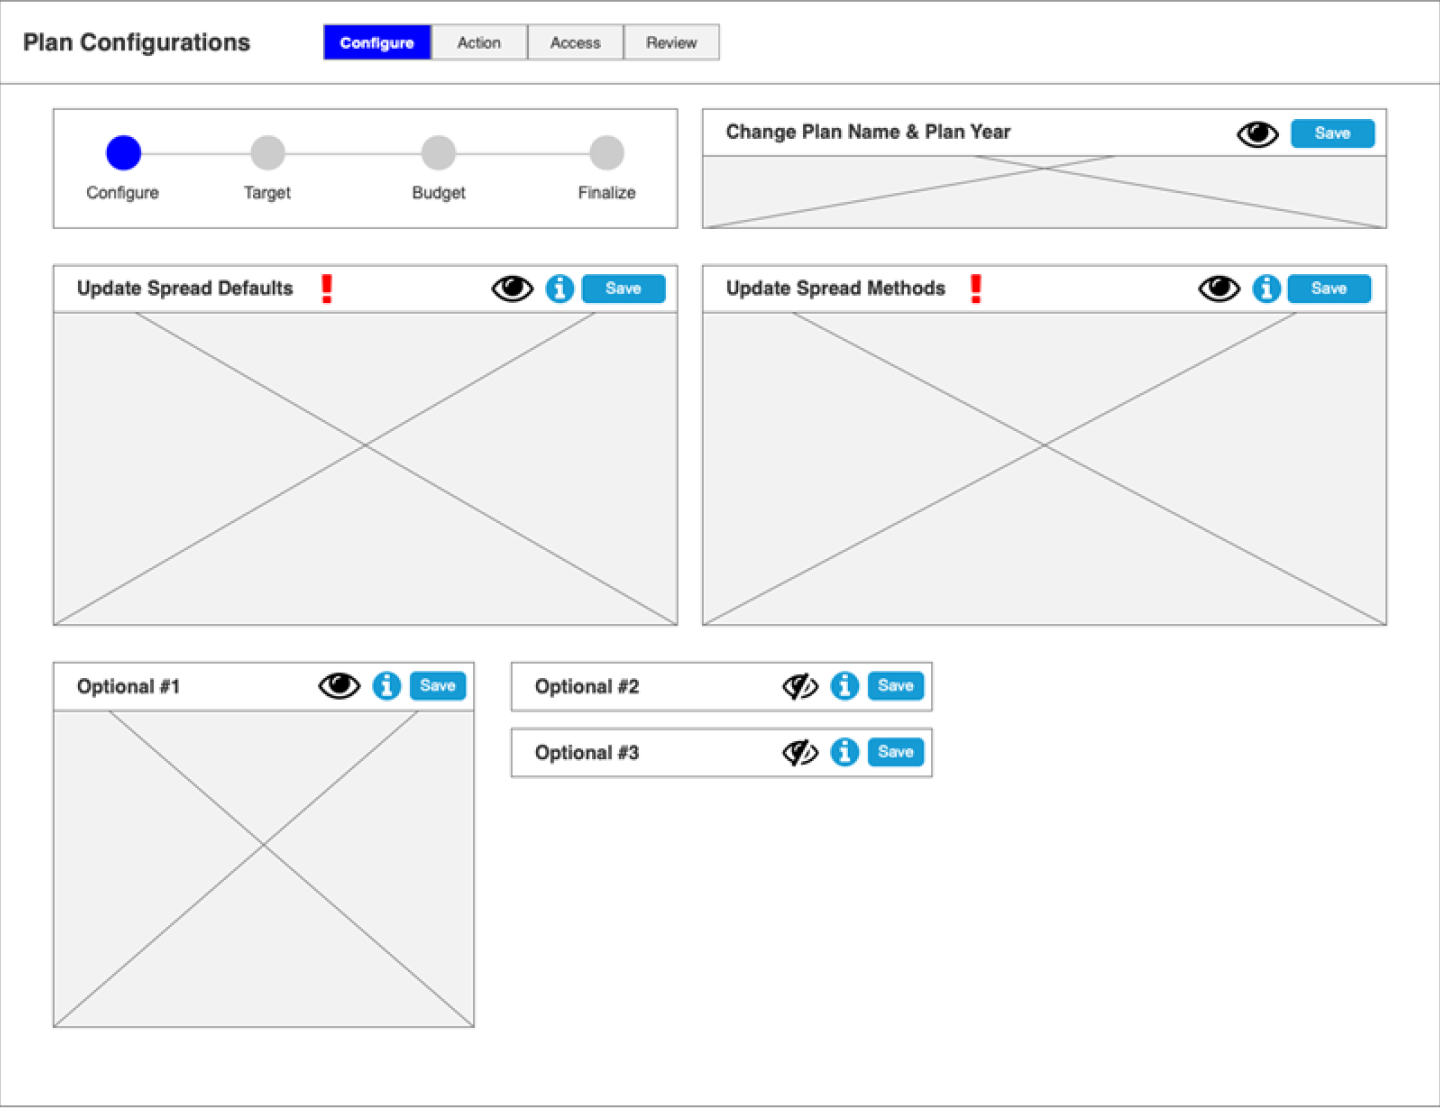 Plan Configurations
Configure
Action
Access
Review
Configure
Target
Budget
Finalize
Change Plan Name & Plan Year
Save
Update Spread Defaults !
i
Save
Update Spread Methods !
i
Save
Optional #1
i
Save
Optional #2
i
Save
Optional #3
i
Save